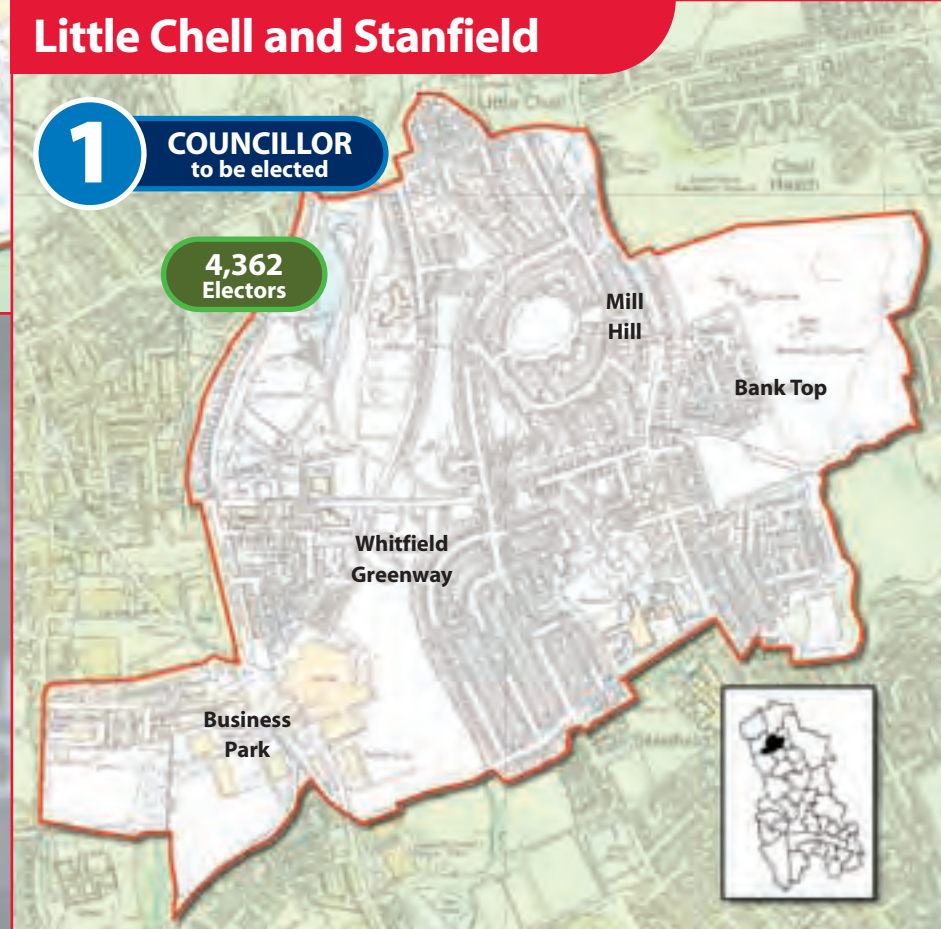 Little Chell and Stanfield
1
COUNCILLOR
to be elected
Little Chell
Chell
Heath
4,362
Electors
Mill
Hill
Bank Top
Whitfield
Greenway
Business
Park